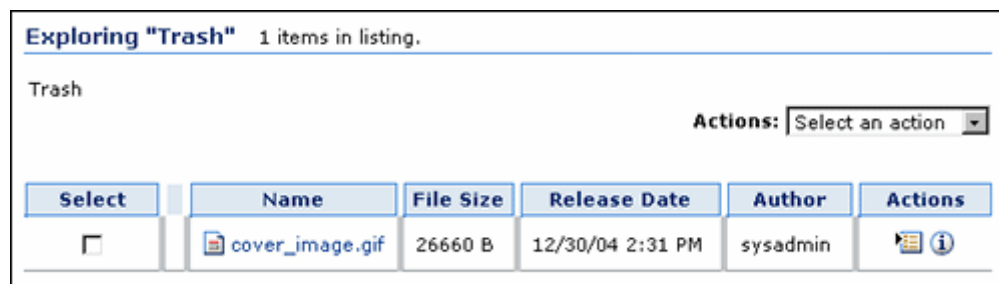 Exploring "Trash" 1 items in listing.
Trash
Actions: Select an action
Select Name File Size Release Date Author Actions
cover_image.gif 26660 B 12/30/04 2:31 PM sysadmin